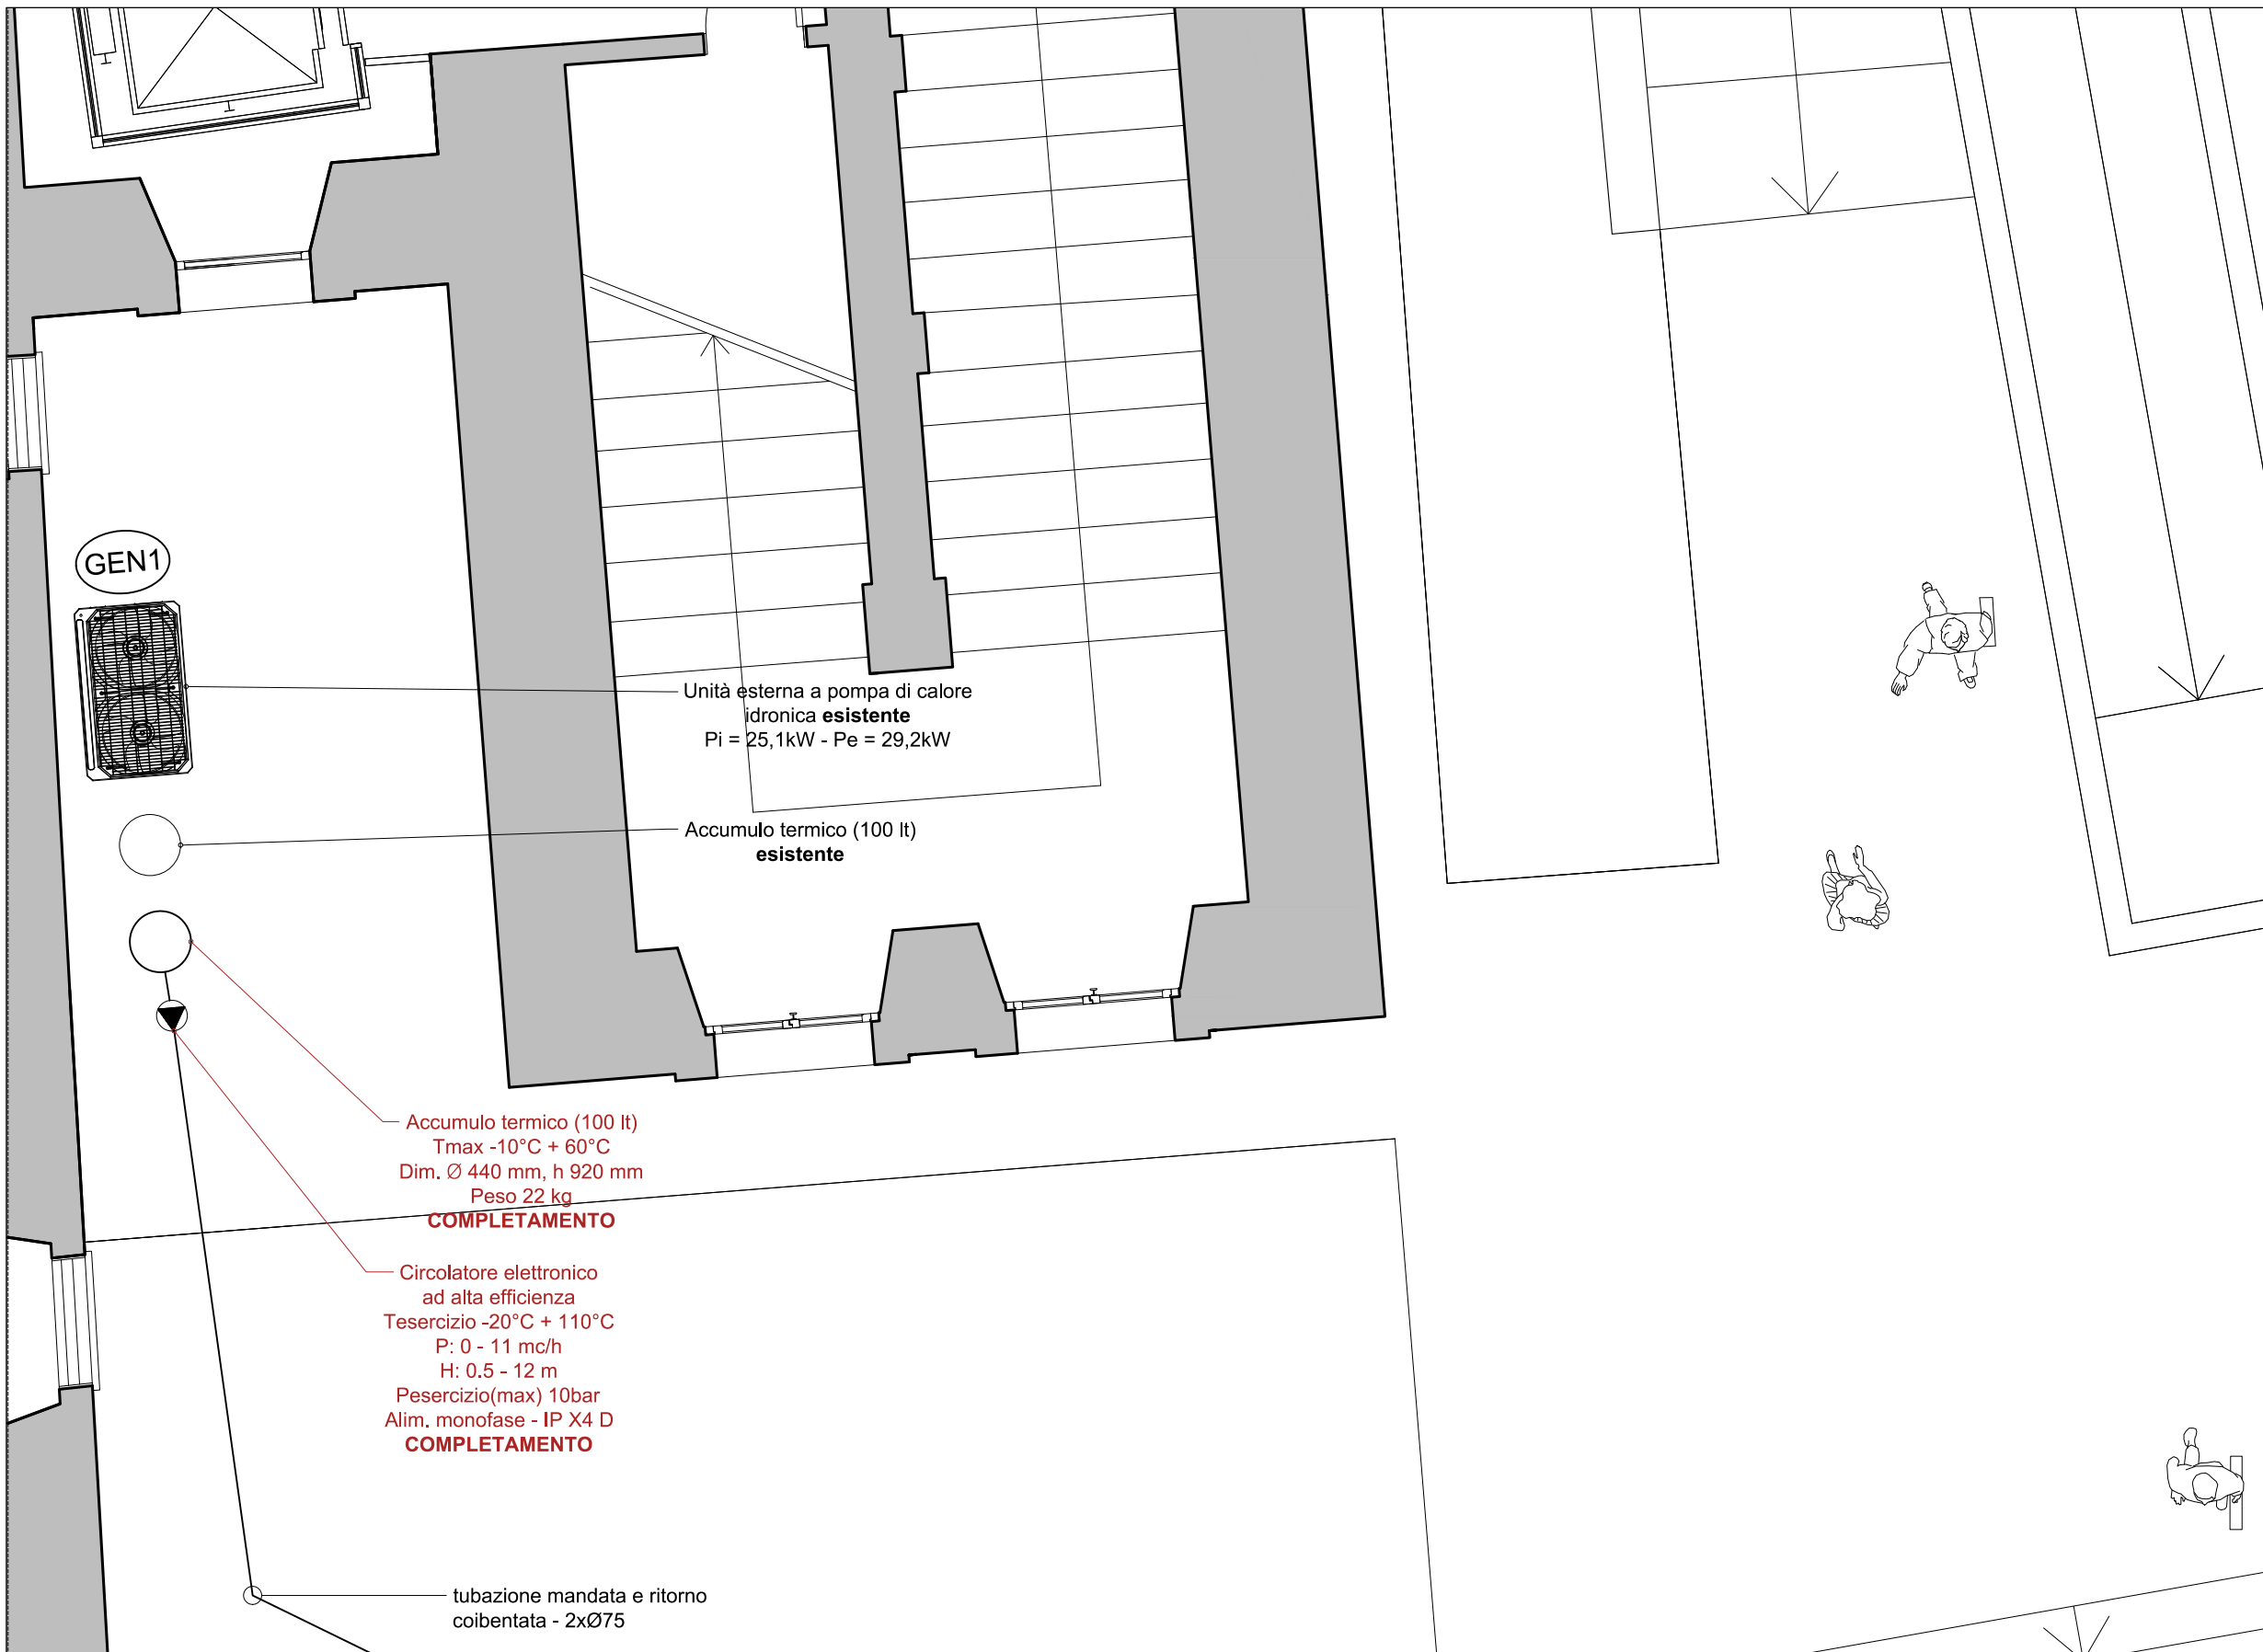 GEN1
Unità esterna a pompa di calore
idronica esistente
Pi = 25,1kW - Pe = 29,2kW
Accumulo termico (100 lt)
esistente
Accumulo termico (100 lt)
Tmax -10°C + 60°C
Dim. Ø 440 mm, h 920 mm
Peso 22 kg
COMPLETAMENTO
Circolatore elettronico
ad alta efficienza
Tesercizio -20°C + 110°C
P: 0 - 11 mc/h
H: 0.5 - 12 m
Pesercizio(max) 10bar
Alim. monofase - IP X4 D
COMPLETAMENTO
tubazione mandata e ritorno
coibentata - 2xØ75